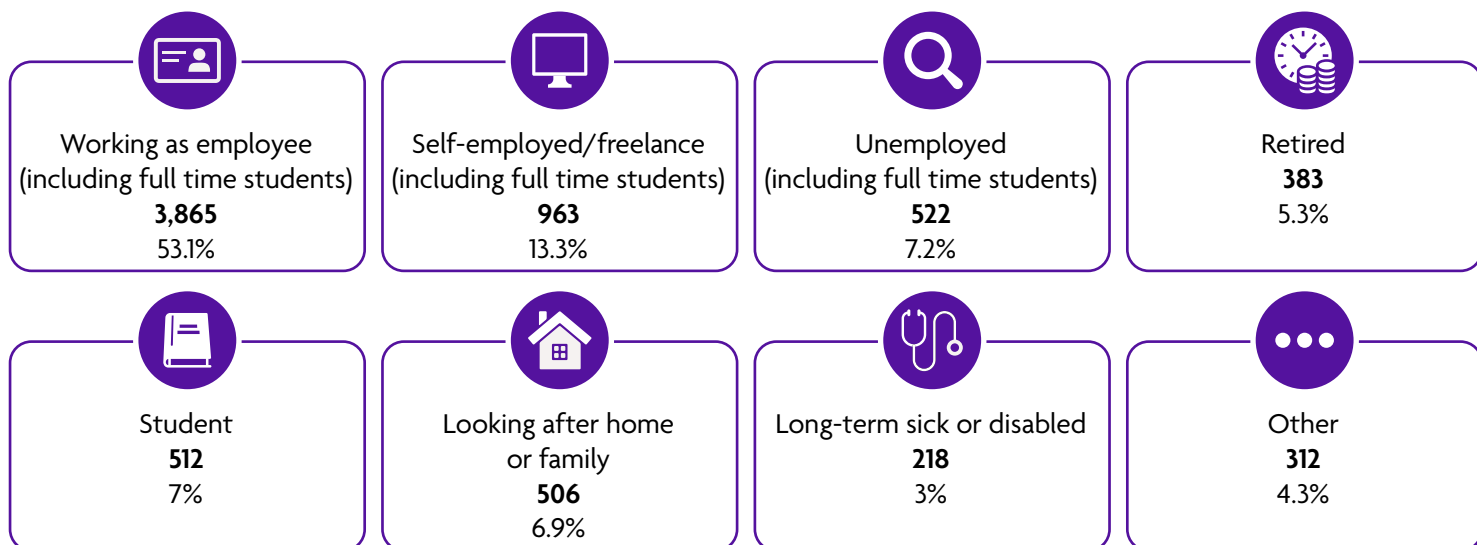 Working as employee
(including full time students)
3,865
53.1%
Self-employed/freelance
(including full time students)
963
13.3%
Unemployed
(including full time students)
522
7.2%
Retired
383
5.3%
Student
512
7%
Looking after home
or family
506
6.9%
Long-term sick or disabled
218
3%
Other
312
4.3%